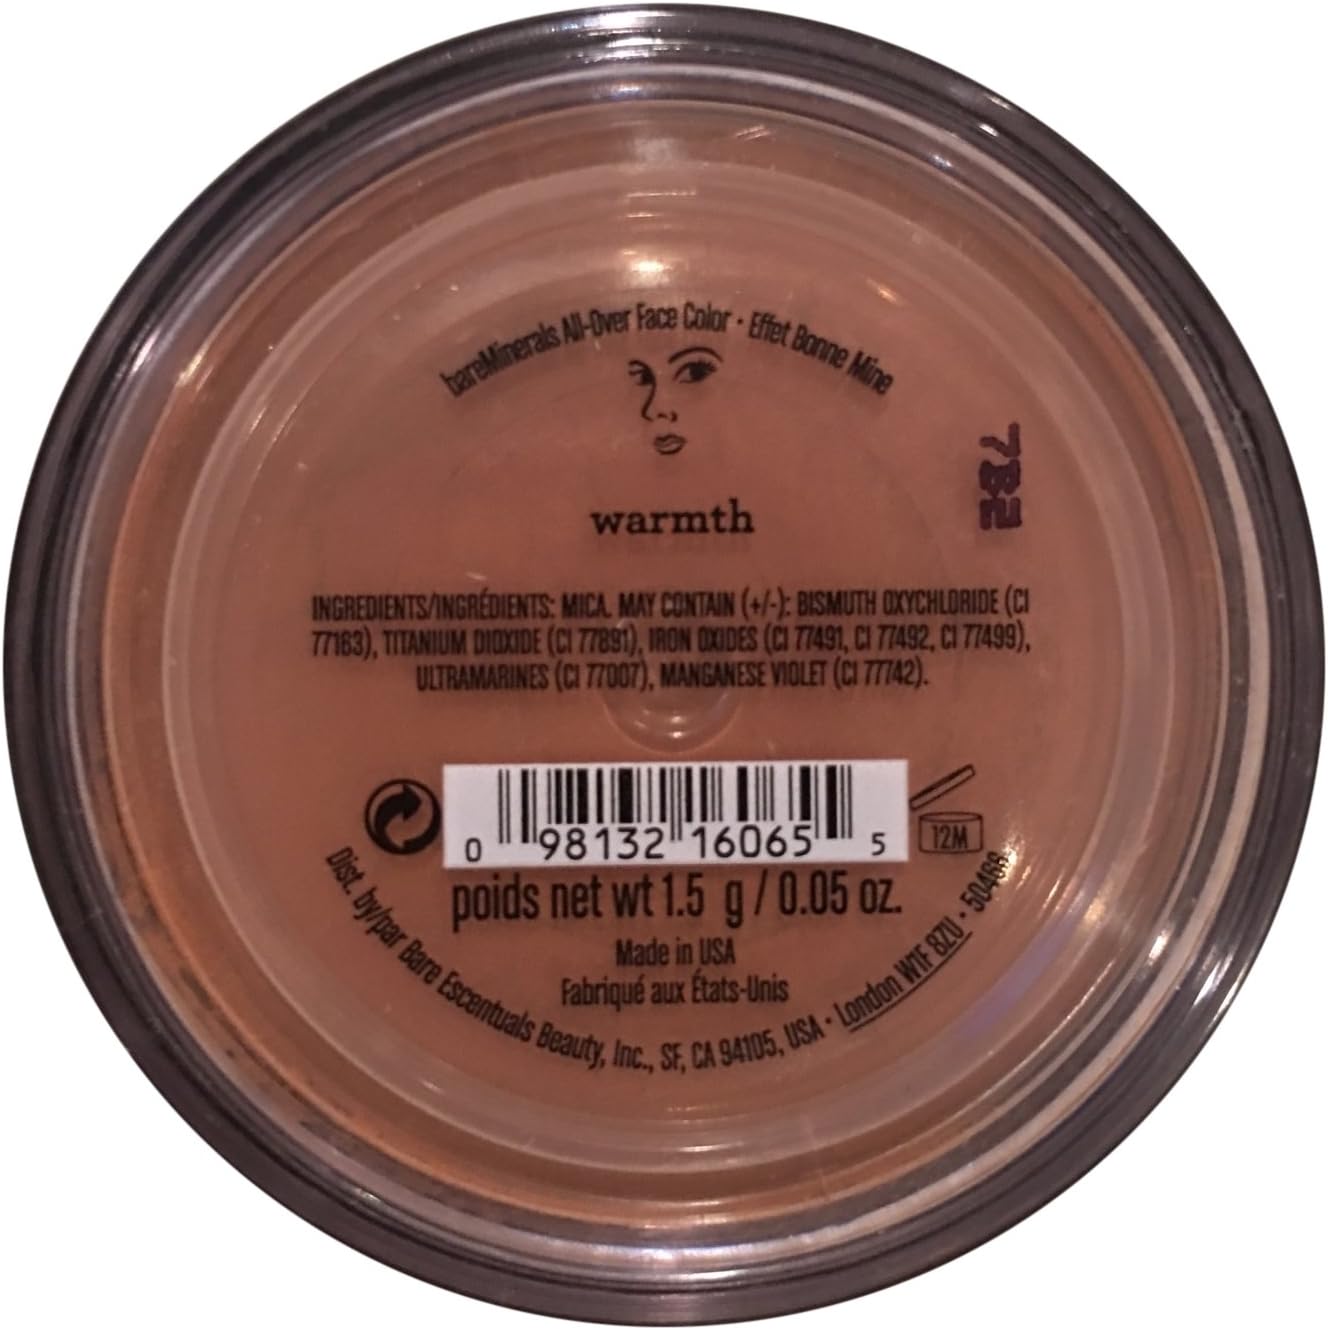 bareMinerals All-Over Face Color • Effet Bonne Mine
7B2
warmth
INGREDIENTS/INGRÉDIENTS: MICA. MAY CONTAIN (+/-): BISMUTH OXYCHLORIDE (CI
77163), TITANIUM DIOXIDE (CI 77891), IRON OXIDES (CI 77491, CI 77492, CI 77499),
ULTRAMARINES (CI 77007), MANGANESE VIOLET (CI 77742).
0 98132 16065 5
12M
poids net wt 1.5 g / 0.05 oz.
Made in USA
Fabriqué aux États-Unis
Dist. by/par Bare Escentuals Beauty, Inc., SF, CA 94105, USA • London W1F 8ZU • 50466